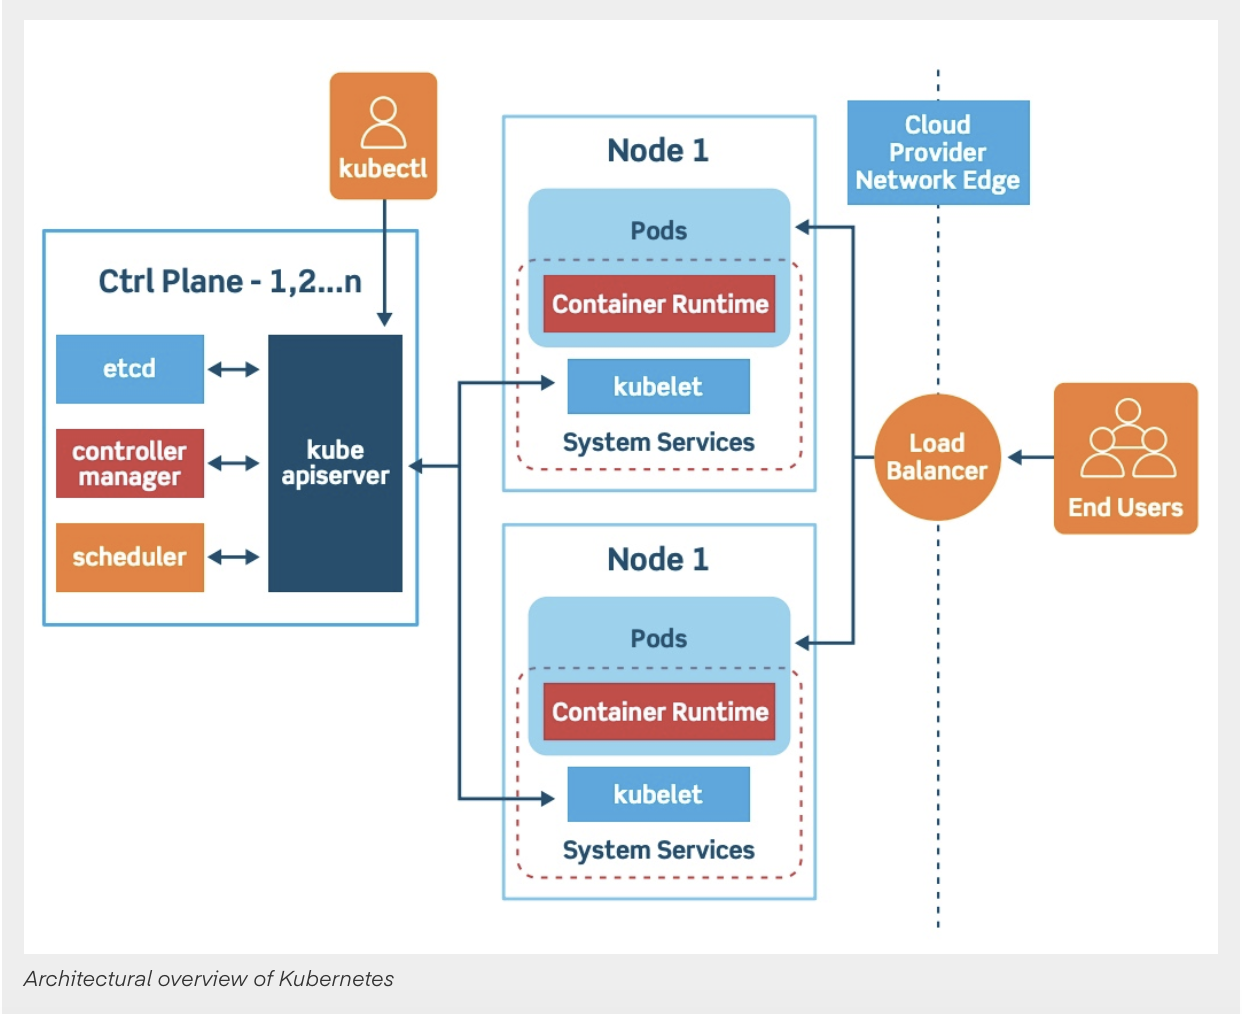 kubectl
Ctrl Plane - 1,2...n
etcd
controller
manager
scheduler
kube
apiserver
Node 1
Pods
Container Runtime
kubelet
System Services
Node 1
Pods
Container Runtime
kubelet
System Services
Cloud
Provider
Network Edge
Load
Balancer
End Users
Architectural overview of Kubernetes